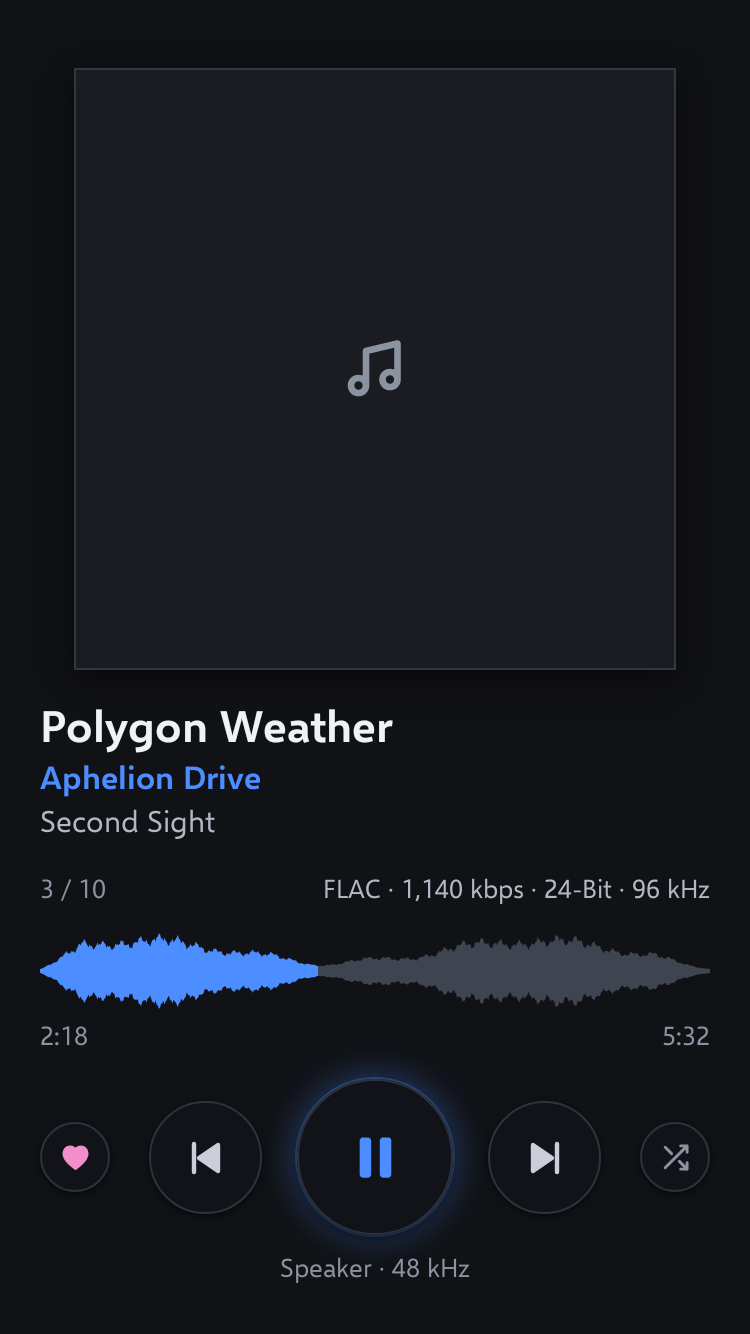 Polygon Weather
Aphelion Drive
Second Sight
3 / 10
FLAC · 1,140 kbps · 24-Bit · 96 kHz
2:18
5:32
Speaker · 48 kHz